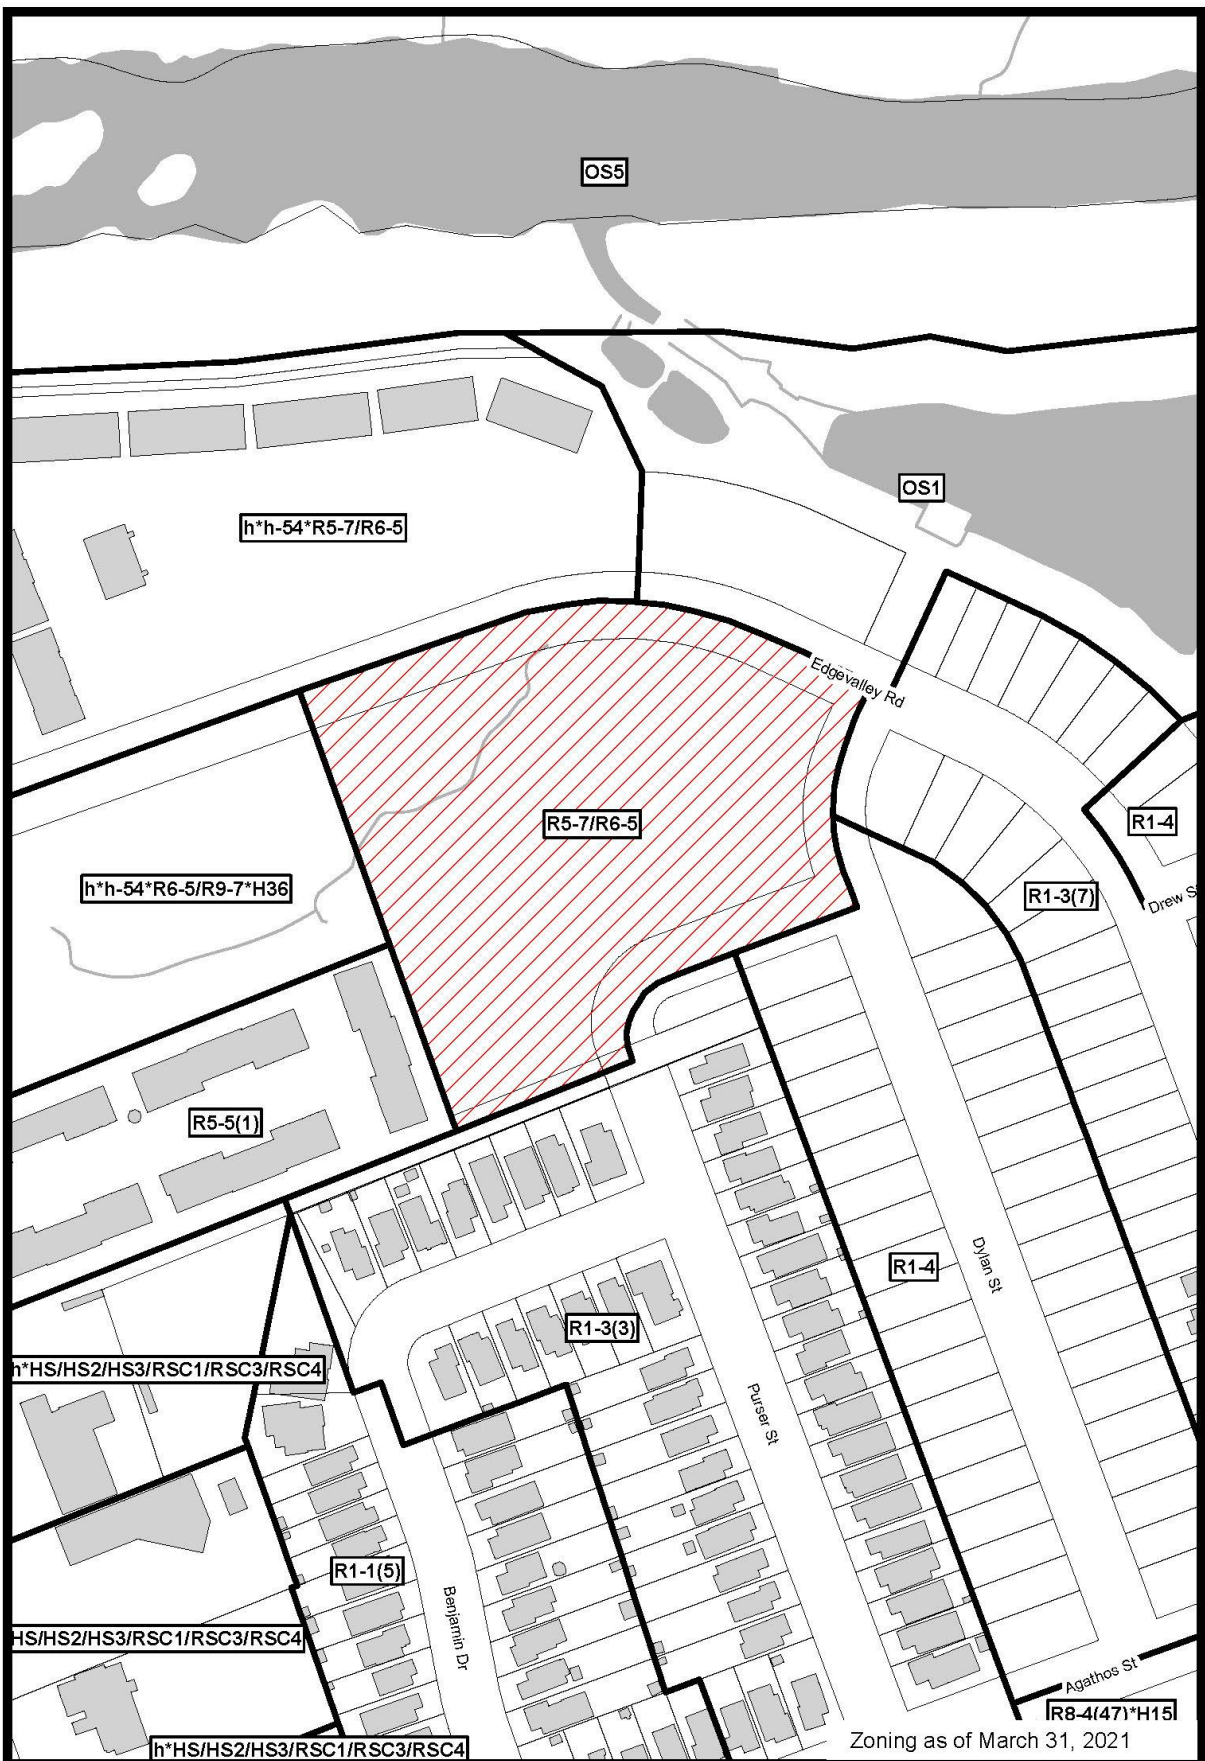 OS5
OS1
h*h-54*R5-7/R6-5
Edgevalley Rd
R5-7/R6-5
R1-4
h*h-54*R6-5/R9-7*H36
R1-3(7)
Drew S
R5-5(1)
Dylan St
R1-4
R1-3(3)
h*HS/HS2/HS3/RSC1/RSC3/RSC4
Purser St
R1-1(5)
Benjamin Dr
HS/HS2/HS3/RSC1/RSC3/RSC4
Agathos St
R8-4(47)*H15
h*HS/HS2/HS3/RSC1/RSC3/RSC4
Zoning as of March 31, 2021